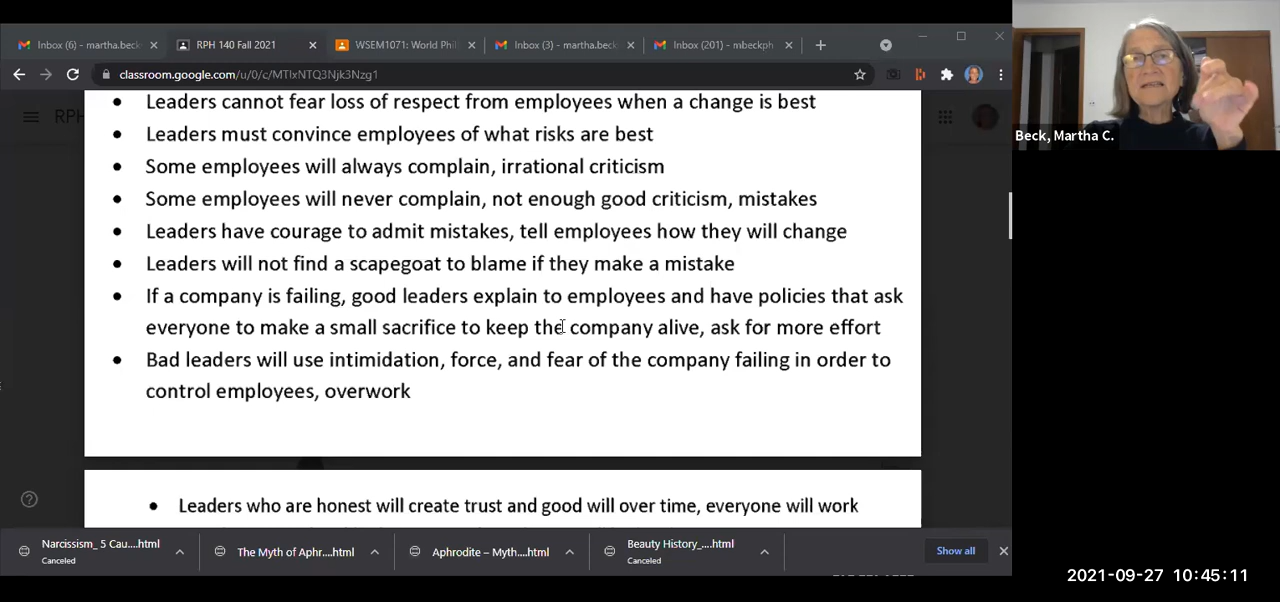 Inbox (6) - martha.beck
RPH 140 Fall 2021
WSEM1071: World Phil
Inbox (3) - martha.beck
Inbox (201) - mbeckph
classroom.google.com/u/0/c/MTIxNTQ3Njk3Nzg1
RPH
Leaders cannot fear loss of respect from employees when a change is best
Leaders must convince employees of what risks are best
Some employees will always complain, irrational criticism
Some employees will never complain, not enough good criticism, mistakes
Leaders have courage to admit mistakes, tell employees how they will change
Leaders will not find a scapegoat to blame if they make a mistake
If a company is failing, good leaders explain to employees and have policies that ask
everyone to make a small sacrifice to keep the company alive, ask for more effort
Bad leaders will use intimidation, force, and fear of the company failing in order to
control employees, overwork
Leaders who are honest will create trust and good will over time, everyone will work
Beck, Martha C.
Narcissism_ 5 Cau....html
Canceled
The Myth of Aphr....html
Aphrodite – Myth....html
Beauty History_....html
Canceled
Show all
2021-09-27 10:45:11